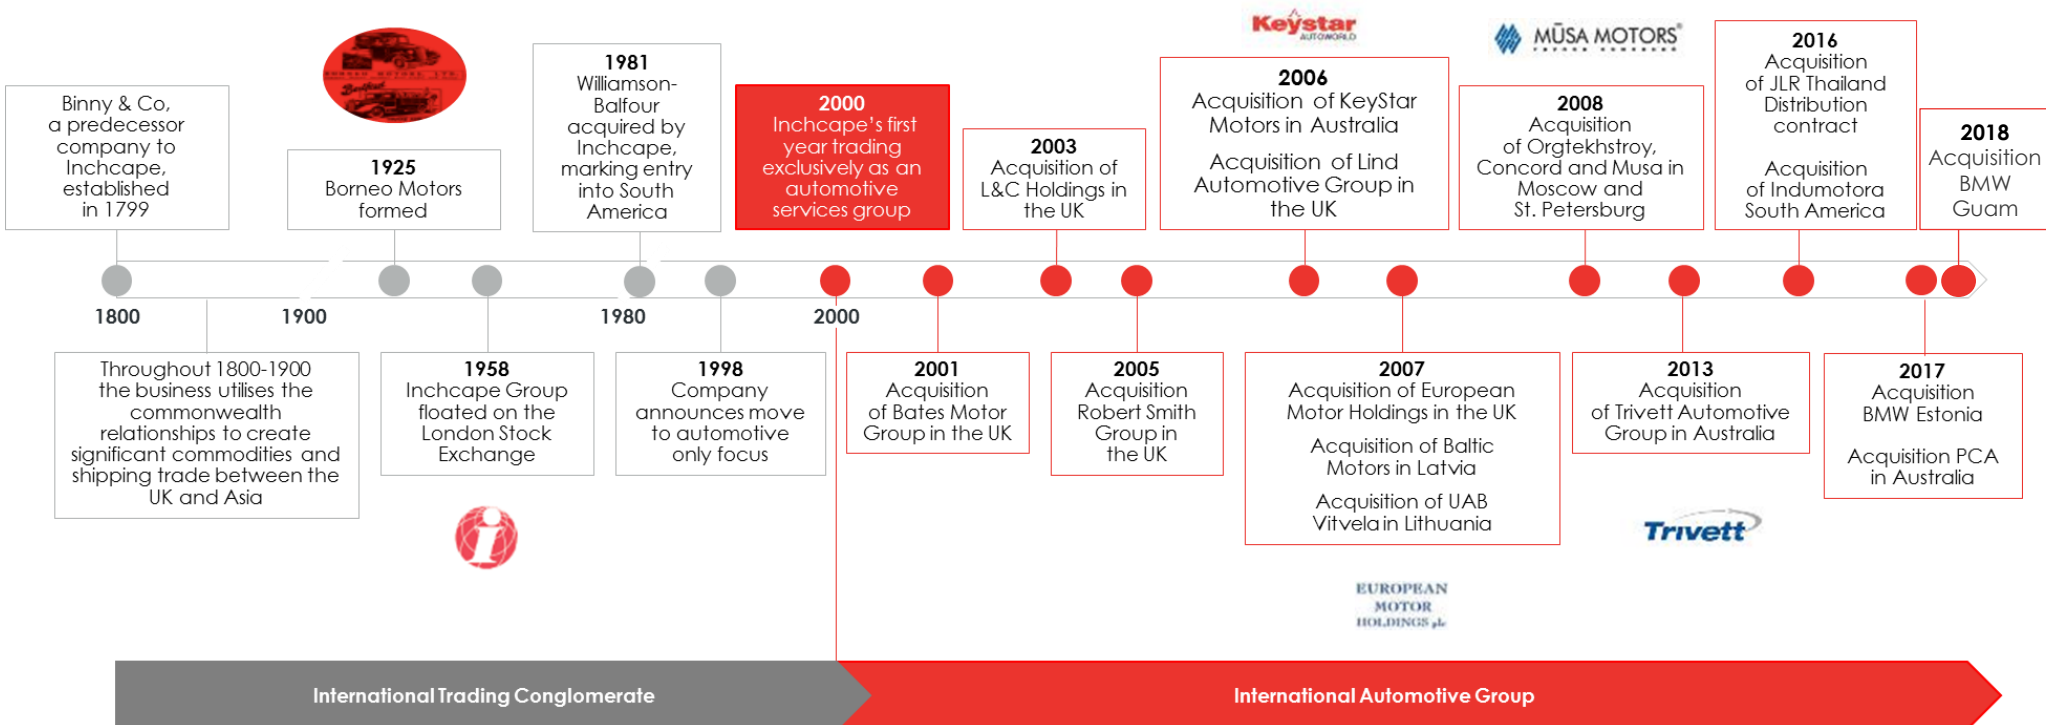 Binny & Co,
a predecessor
company to
Inchcape,
established
in 1799
1925
Borneo Motors
formed
1981
Williamson-
Balfour
acquired by
Inchcape,
marking entry
into South
America
2000
Inchcape's first
year trading
exclusively as an
automotive
services group
2003
Acquisition of
L&C Holdings in
the UK
Keystar
AUTOWORLD
2006
Acquisition of KeyStar
Motors in Australia
Acquisition of Lind
Automotive Group in
the UK
MŪSA MOTORS®
2008
Acquisition
of Orgtekhstroy,
Concord and Musa in
Moscow and
St. Petersburg
2016
Acquisition
of JLR Thailand
Distribution
contract
Acquisition
of Indumotora
South America
2018
Acquisition
BMW
Guam
1800
1900
1980
2000
Throughout 1800-1900
the business utilises the
commonwealth
relationships to create
significant commodities and
shipping trade between the
UK and Asia
1958
Inchcape Group
floated on the
London Stock
Exchange
i
1998
Company
announces move
to automotive
only focus
2001
Acquisition
of Bates Motor
Group in the UK
2005
Acquisition
Robert Smith
Group in
the UK
2007
Acquisition of European
Motor Holdings in the UK
Acquisition of Baltic
Motors in Latvia
Acquisition of UAB
Vitvela in Lithuania
EUROPEAN
MOTOR
HOLDINGS plc
2013
Acquisition
of Trivett Automotive
Group in Australia
Trivett
2017
Acquisition
BMW Estonia
Acquisition PCA
in Australia
International Trading Conglomerate
International Automotive Group